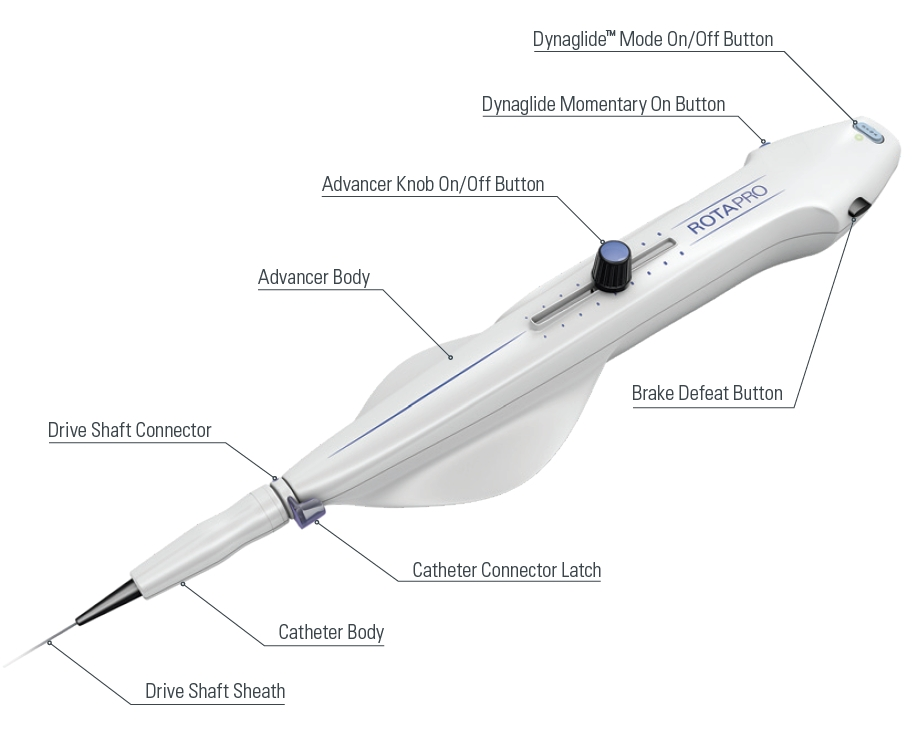 Dynaglide™ Mode On/Off Button
Dynaglide Momentary On Button
Advancer Knob On/Off Button
ROTAPRO
Advancer Body
Brake Defeat Button
Drive Shaft Connector
Catheter Connector Latch
Catheter Body
Drive Shaft Sheath